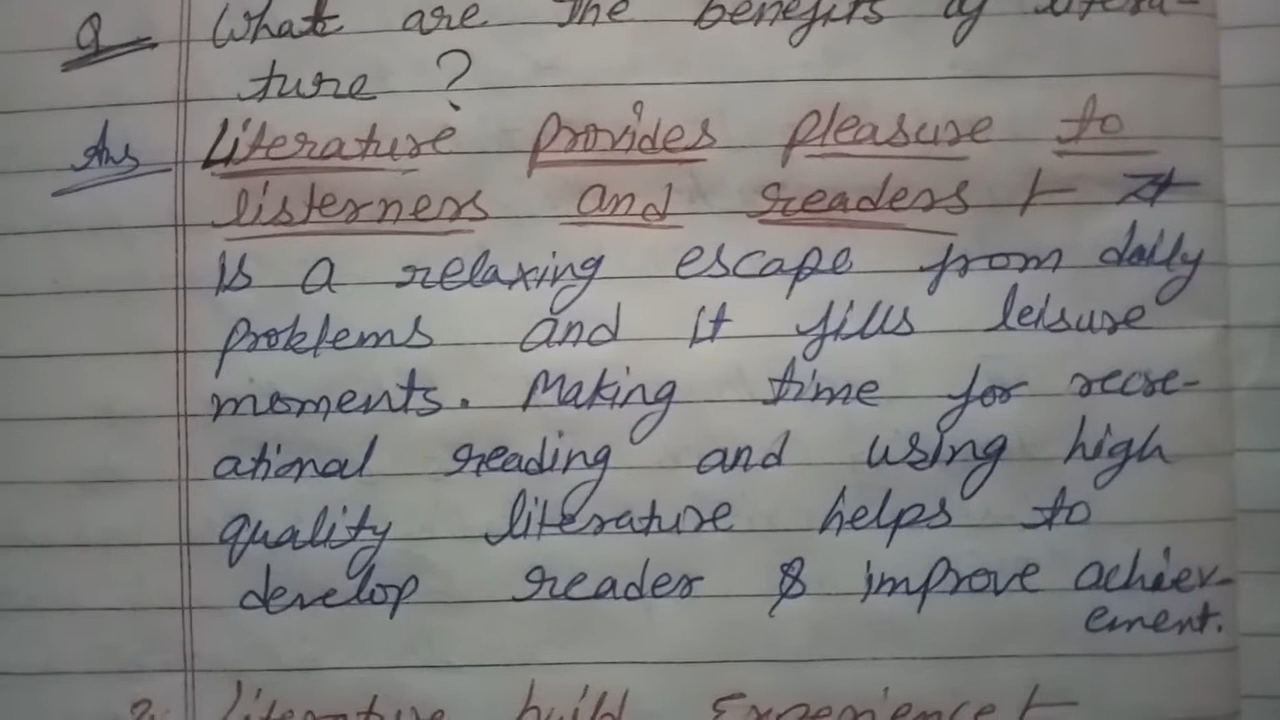 Q What are the benefits of litera-
ture ?
Ans Literature provides pleasure to
listerners and readers :- It
is a relaxing escape from daily
problems and it fills leisure
moments. Making time for recre-
ational reading and using high
quality literature helps to
develop reader & improve achiev-
ement.
2. Literature build Experience :-